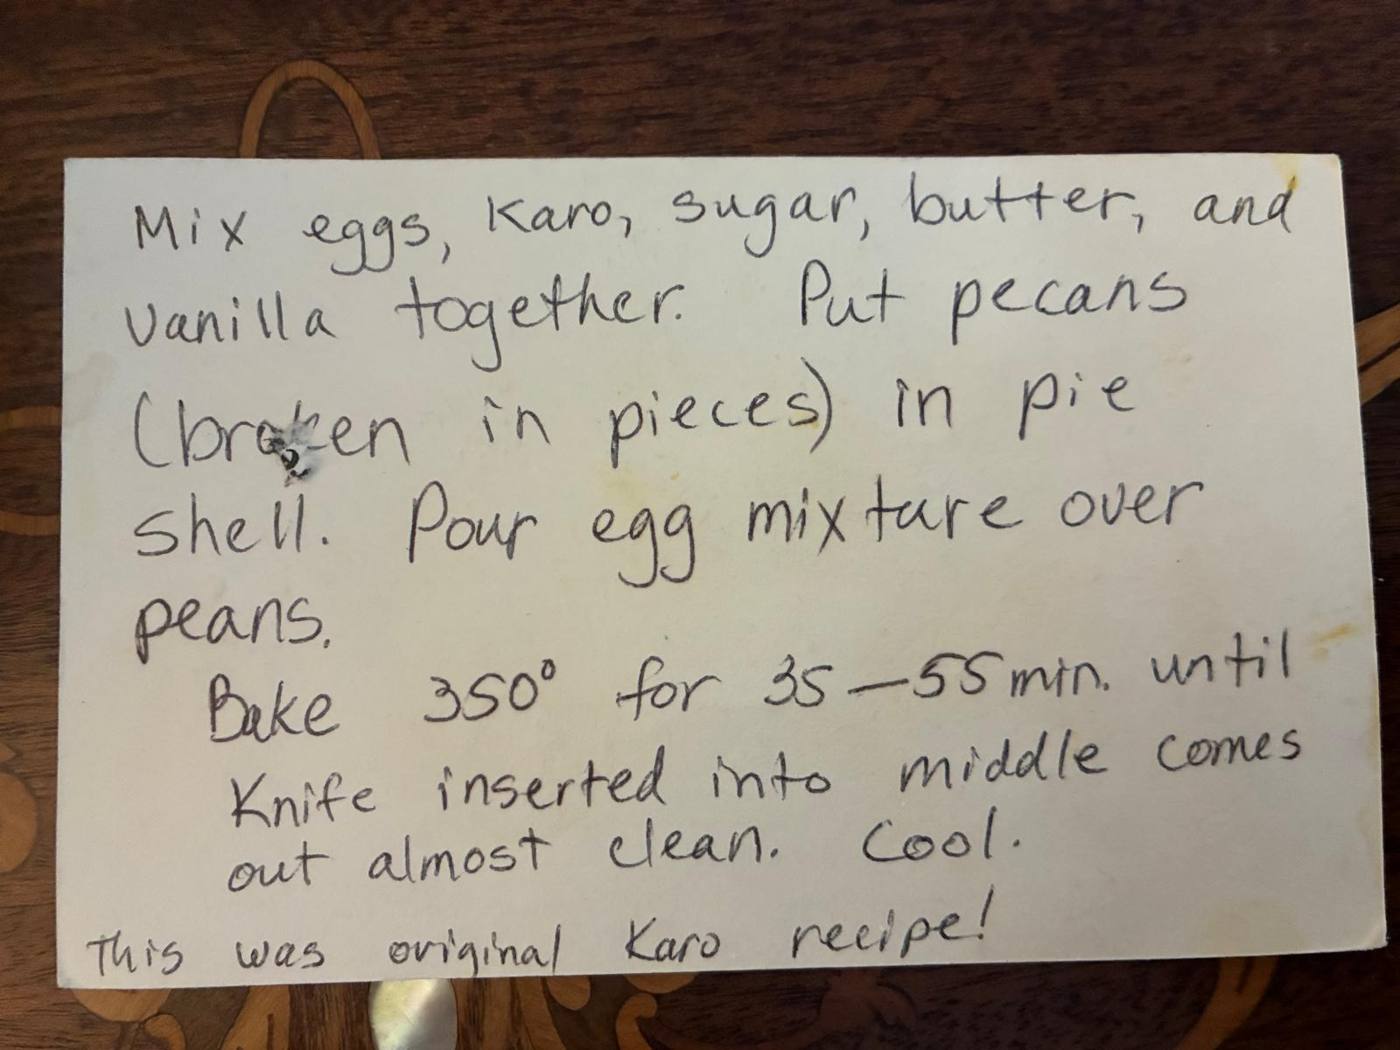 Mix eggs, Karo, sugar, butter, and
vanilla together. Put pecans
(broken in pieces) in pie
shell. Pour egg mixture over
peans.
Bake 350° for 35-55 min. until
Knife inserted into middle comes
out almost clean. Cool.
This was original Karo recipe!